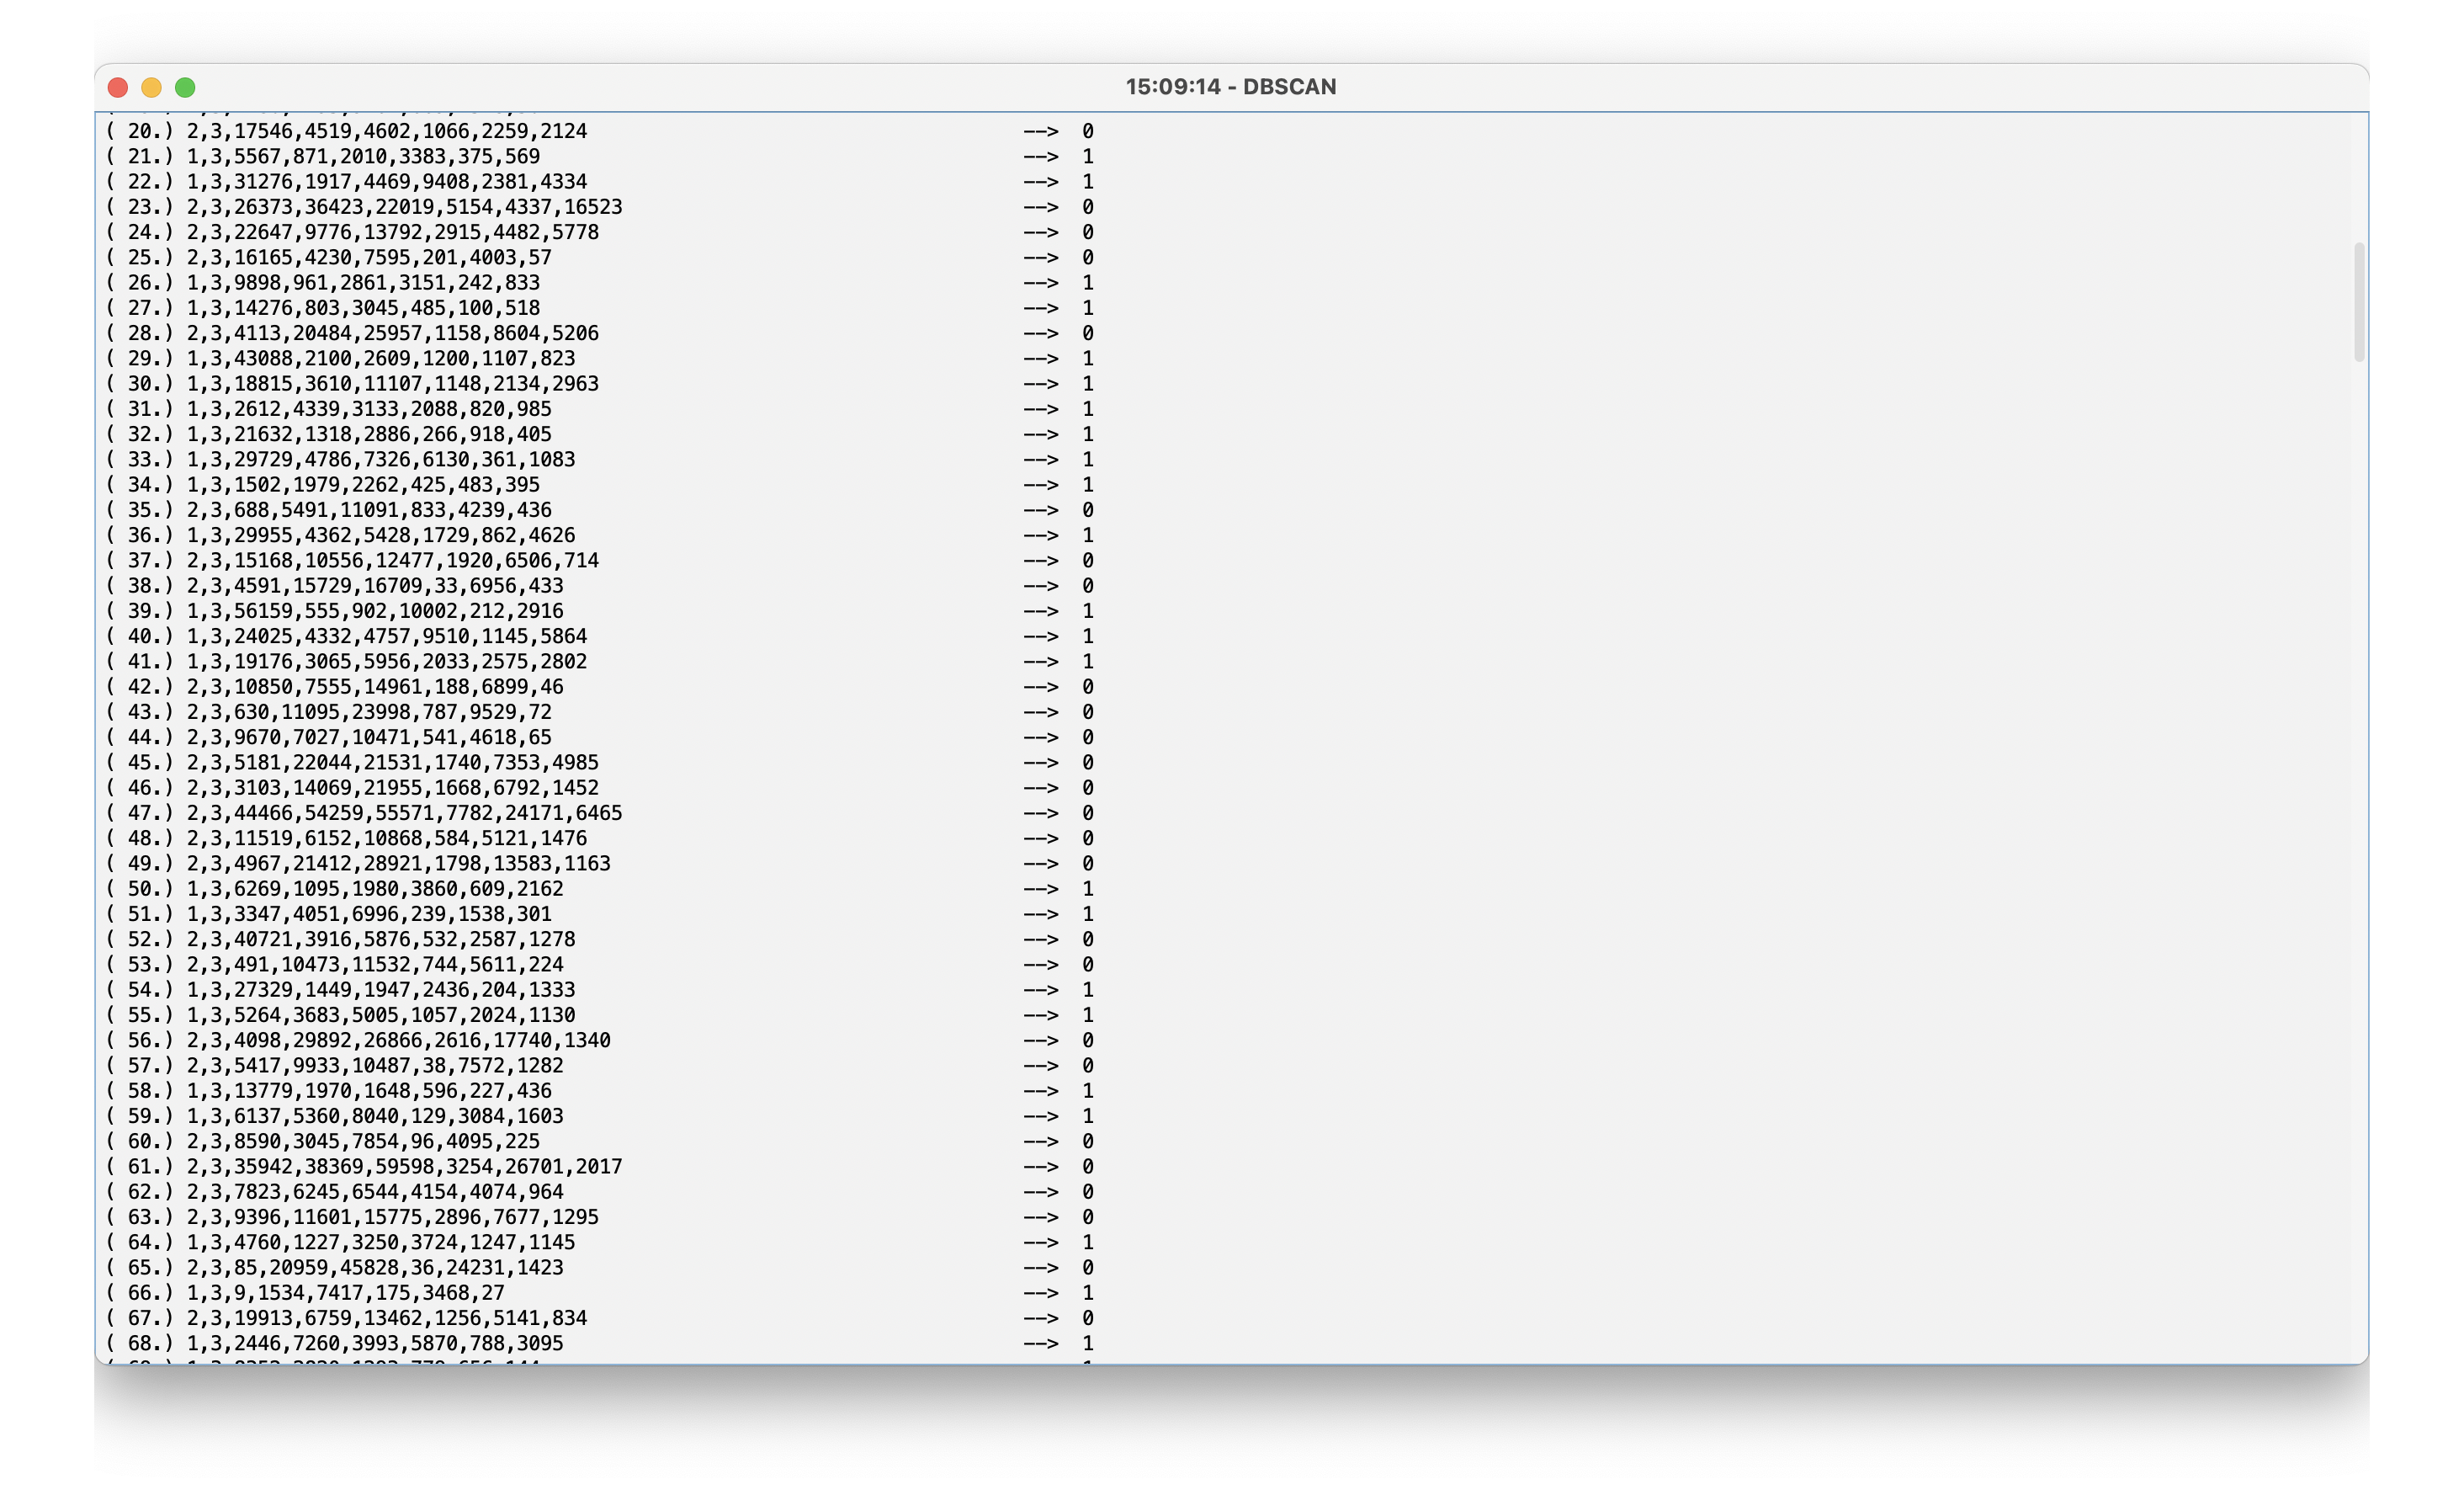 15:09:14 - DBSCAN
( 20.) 2,3,17546,4519,4602,1066,2259,2124 --> 0
( 21.) 1,3,5567,871,2010,3383,375,569 --> 1
( 22.) 1,3,31276,1917,4469,9408,2381,4334 --> 1
( 23.) 2,3,26373,36423,22019,5154,4337,16523 --> 0
( 24.) 2,3,22647,9776,13792,2915,4482,5778 --> 0
( 25.) 2,3,16165,4230,7595,201,4003,57 --> 0
( 26.) 1,3,9898,961,2861,3151,242,833 --> 1
( 27.) 1,3,14276,803,3045,485,100,518 --> 1
( 28.) 2,3,4113,20484,25957,1158,8604,5206 --> 0
( 29.) 1,3,43088,2100,2609,1200,1107,823 --> 1
( 30.) 1,3,18815,3610,11107,1148,2134,2963 --> 1
( 31.) 1,3,2612,4339,3133,2088,820,985 --> 1
( 32.) 1,3,21632,1318,2886,266,918,405 --> 1
( 33.) 1,3,29729,4786,7326,6130,361,1083 --> 1
( 34.) 1,3,1502,1979,2262,425,483,395 --> 1
( 35.) 2,3,688,5491,11091,833,4239,436 --> 0
( 36.) 1,3,29955,4362,5428,1729,862,4626 --> 1
( 37.) 2,3,15168,10556,12477,1920,6506,714 --> 0
( 38.) 2,3,4591,15729,16709,33,6956,433 --> 0
( 39.) 1,3,56159,555,902,10002,212,2916 --> 1
( 40.) 1,3,24025,4332,4757,9510,1145,5864 --> 1
( 41.) 1,3,19176,3065,5956,2033,2575,2802 --> 1
( 42.) 2,3,10850,7555,14961,188,6899,46 --> 0
( 43.) 2,3,630,11095,23998,787,9529,72 --> 0
( 44.) 2,3,9670,7027,10471,541,4618,65 --> 0
( 45.) 2,3,5181,22044,21531,1740,7353,4985 --> 0
( 46.) 2,3,3103,14069,21955,1668,6792,1452 --> 0
( 47.) 2,3,44466,54259,55571,7782,24171,6465 --> 0
( 48.) 2,3,11519,6152,10868,584,5121,1476 --> 0
( 49.) 2,3,4967,21412,28921,1798,13583,1163 --> 0
( 50.) 1,3,6269,1095,1980,3860,609,2162 --> 1
( 51.) 1,3,3347,4051,6996,239,1538,301 --> 1
( 52.) 2,3,40721,3916,5876,532,2587,1278 --> 0
( 53.) 2,3,491,10473,11532,744,5611,224 --> 0
( 54.) 1,3,27329,1449,1947,2436,204,1333 --> 1
( 55.) 1,3,5264,3683,5005,1057,2024,1130 --> 1
( 56.) 2,3,4098,29892,26866,2616,17740,1340 --> 0
( 57.) 2,3,5417,9933,10487,38,7572,1282 --> 0
( 58.) 1,3,13779,1970,1648,596,227,436 --> 1
( 59.) 1,3,6137,5360,8040,129,3084,1603 --> 1
( 60.) 2,3,8590,3045,7854,96,4095,225 --> 0
( 61.) 2,3,35942,38369,59598,3254,26701,2017 --> 0
( 62.) 2,3,7823,6245,6544,4154,4074,964 --> 0
( 63.) 2,3,9396,11601,15775,2896,7677,1295 --> 0
( 64.) 1,3,4760,1227,3250,3724,1247,1145 --> 1
( 65.) 2,3,85,20959,45828,36,24231,1423 --> 0
( 66.) 1,3,9,1534,7417,175,3468,27 --> 1
( 67.) 2,3,19913,6759,13462,1256,5141,834 --> 0
( 68.) 1,3,2446,7260,3993,5870,788,3095 --> 1